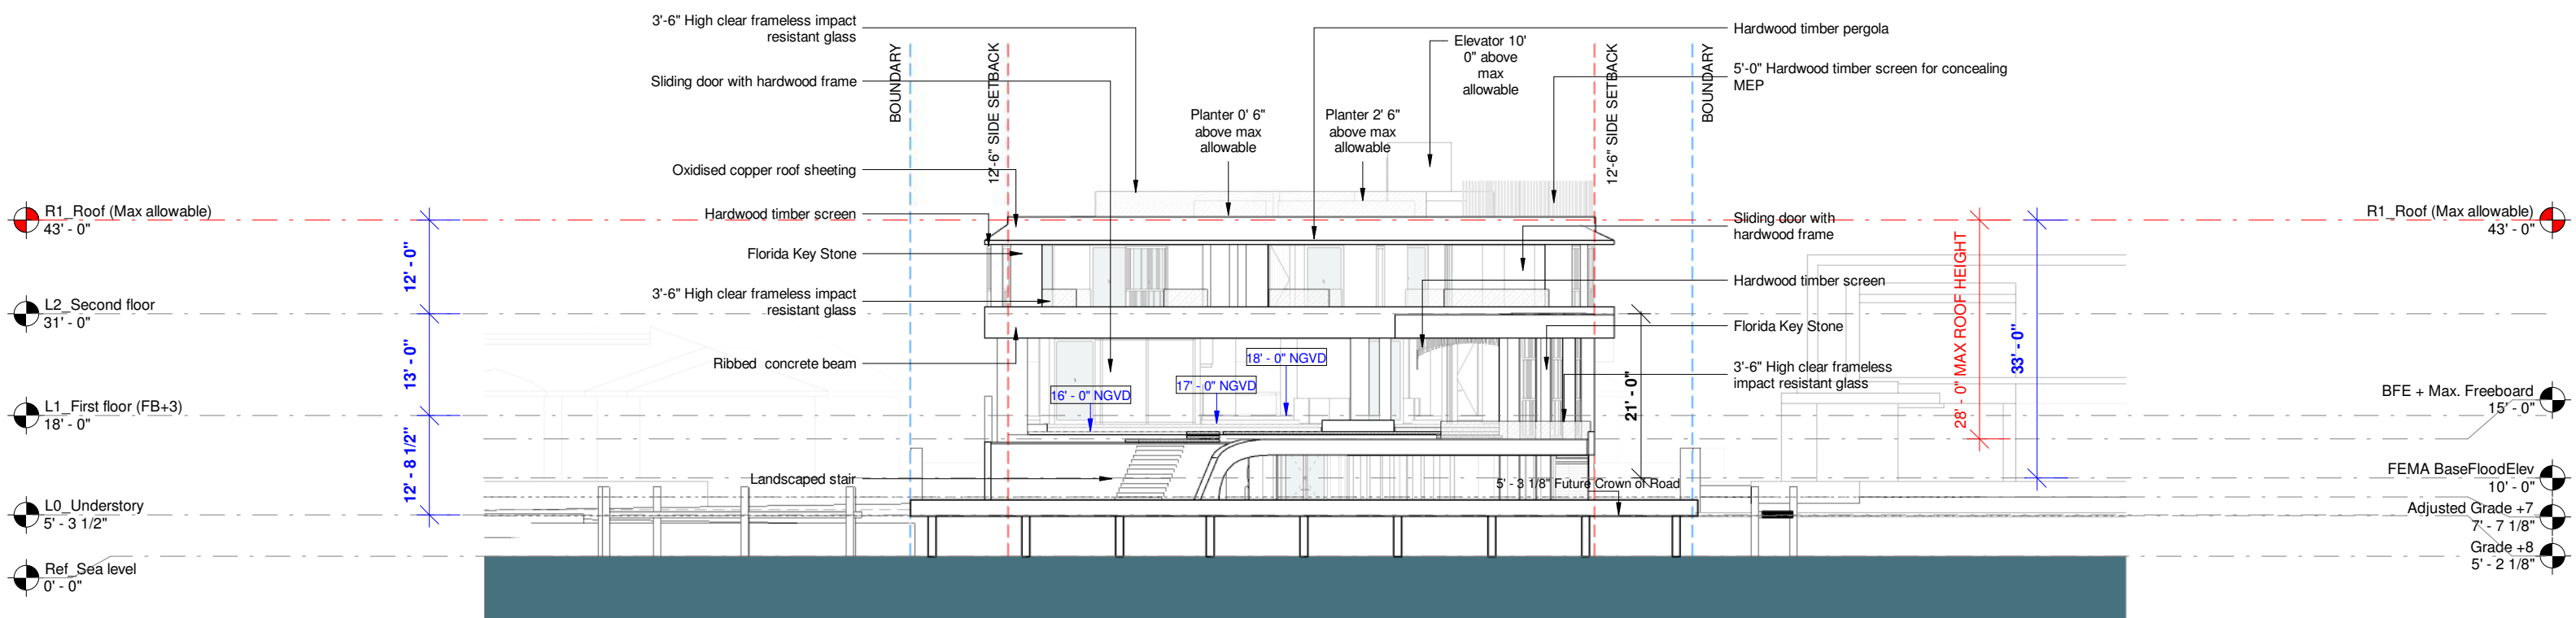 3'-6" High clear frameless impact
resistant glass
Sliding door with hardwood frame
Oxidised copper roof sheeting
Hardwood timber screen
Florida Key Stone
3'-6" High clear frameless impact
resistant glass
Ribbed concrete beam
Landscaped stair
BOUNDARY
12'-6" SIDE SETBACK
Planter 0' 6"
above max
allowable
Planter 2' 6"
above max
allowable
Elevator 10'
0" above
max
allowable
12'-6" SIDE SETBACK
BOUNDARY
Hardwood timber pergola
5'-0" Hardwood timber screen for concealing
MEP
Sliding door with
hardwood frame
Hardwood timber screen
Florida Key Stone
3'-6" High clear frameless
impact resistant glass
16' - 0" NGVD
17' - 0" NGVD
18' - 0" NGVD
21' - 0"
5' - 3 1/8" Future Crown of Road
R1_Roof (Max allowable)
43' - 0"
L2_Second floor
31' - 0"
L1_First floor (FB+3)
18' - 0"
L0_Understory
5' - 3 1/2"
Ref_Sea level
0' - 0"
12' - 0"
13' - 0"
12' - 8 1/2"
28' - 0" MAX ROOF HEIGHT
33' - 0"
R1_Roof (Max allowable)
43' - 0"
BFE + Max. Freeboard
15' - 0"
FEMA BaseFloodElev
10' - 0"
Adjusted Grade +7
7' - 7 1/8"
Grade +8
5' - 2 1/8"